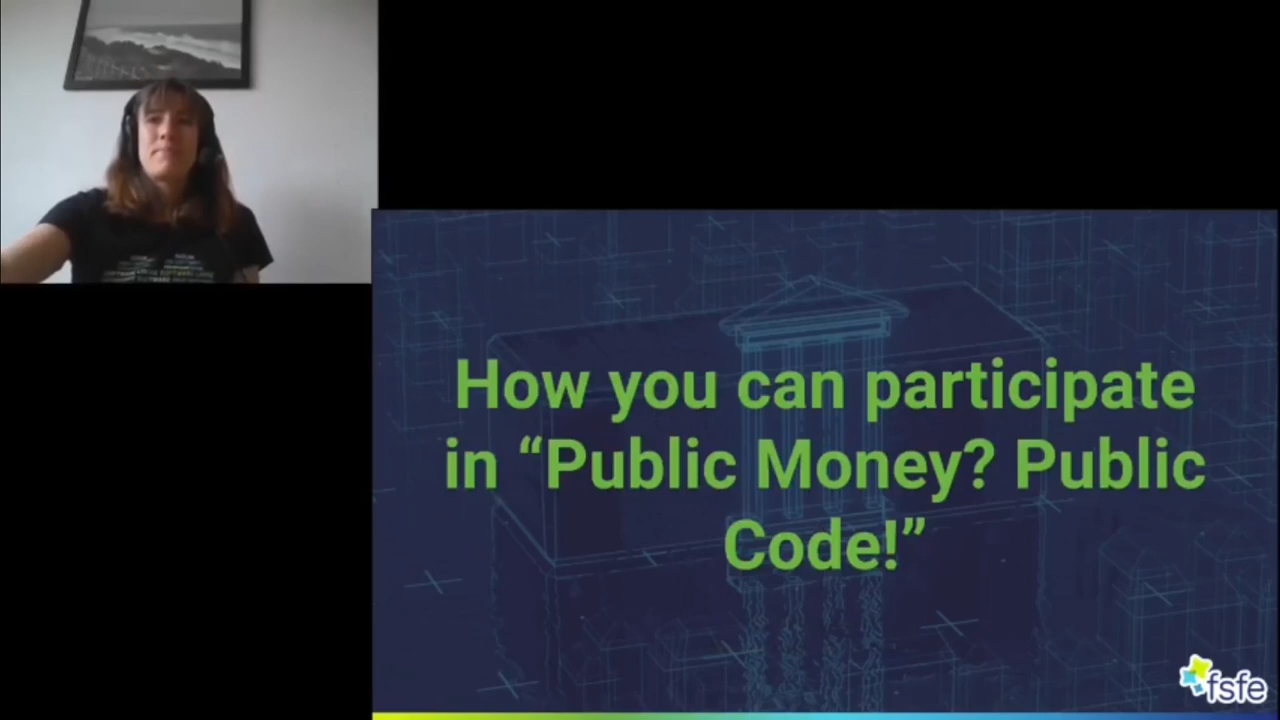 How you can participate
in “Public Money? Public
Code!”
fsfe